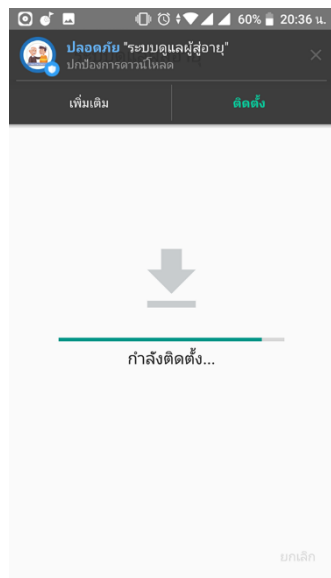 60% 20:36 น.
ปลอดภัย "ระบบดูแลผู้สูงอายุ"
ปกป้องการดาวน์โหลด
เพิ่มเติม
ติดตั้ง
กำลังติดตั้ง...
ยกเลิก